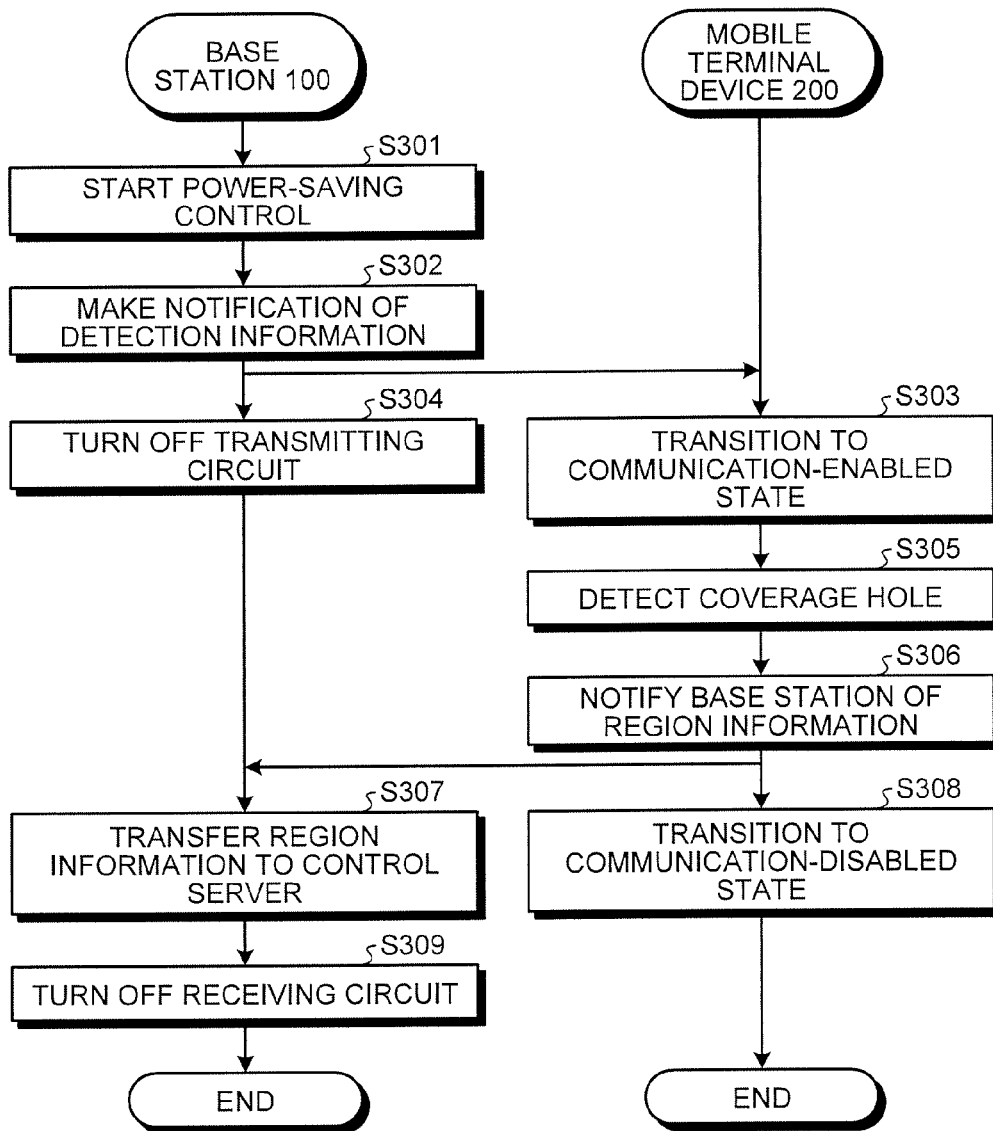 BASE
STATION 100
MOBILE
TERMINAL
DEVICE 200
S301
START POWER-SAVING
CONTROL
S302
MAKE NOTIFICATION OF
DETECTION INFORMATION
S304
TURN OFF TRANSMITTING
CIRCUIT
S303
TRANSITION TO
COMMUNICATION-ENABLED
STATE
S305
DETECT COVERAGE HOLE
S306
NOTIFY BASE STATION OF
REGION INFORMATION
S307
TRANSFER REGION
INFORMATION TO CONTROL
SERVER
S308
TRANSITION TO
COMMUNICATION-DISABLED
STATE
S309
TURN OFF RECEIVING CIRCUIT
END
END